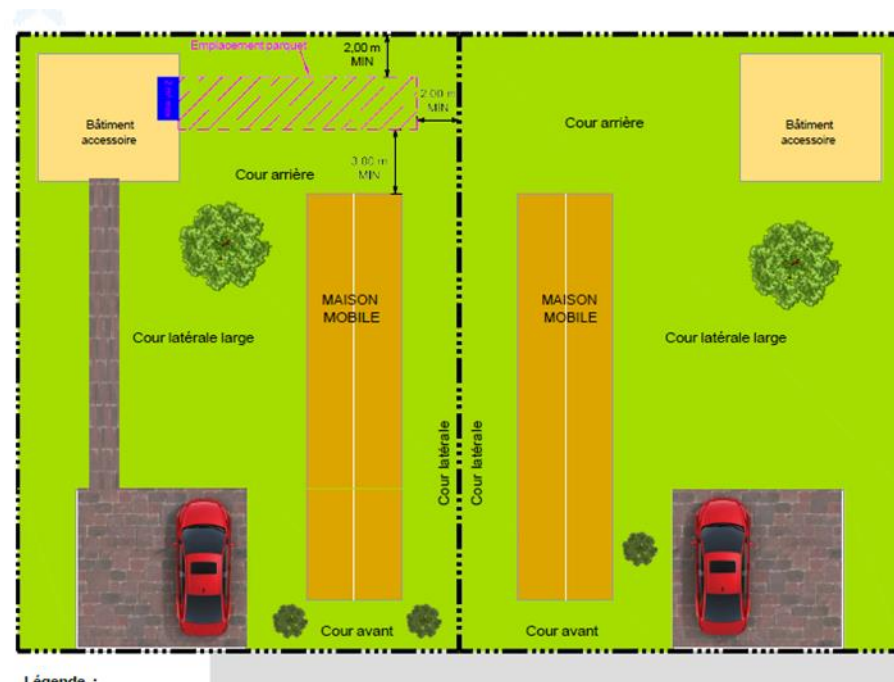 Emplacement parquet
2,00 m
MIN
2,00 m
MIN
Bâtiment
accessoire
Cour arrière
Bâtiment
accessoire
3,00 m
MIN
Cour arrière
MAISON
MOBILE
MAISON
MOBILE
Cour latérale large
Cour latérale large
Cour latérale
Cour latérale
Cour avant
Cour avant
Légende :